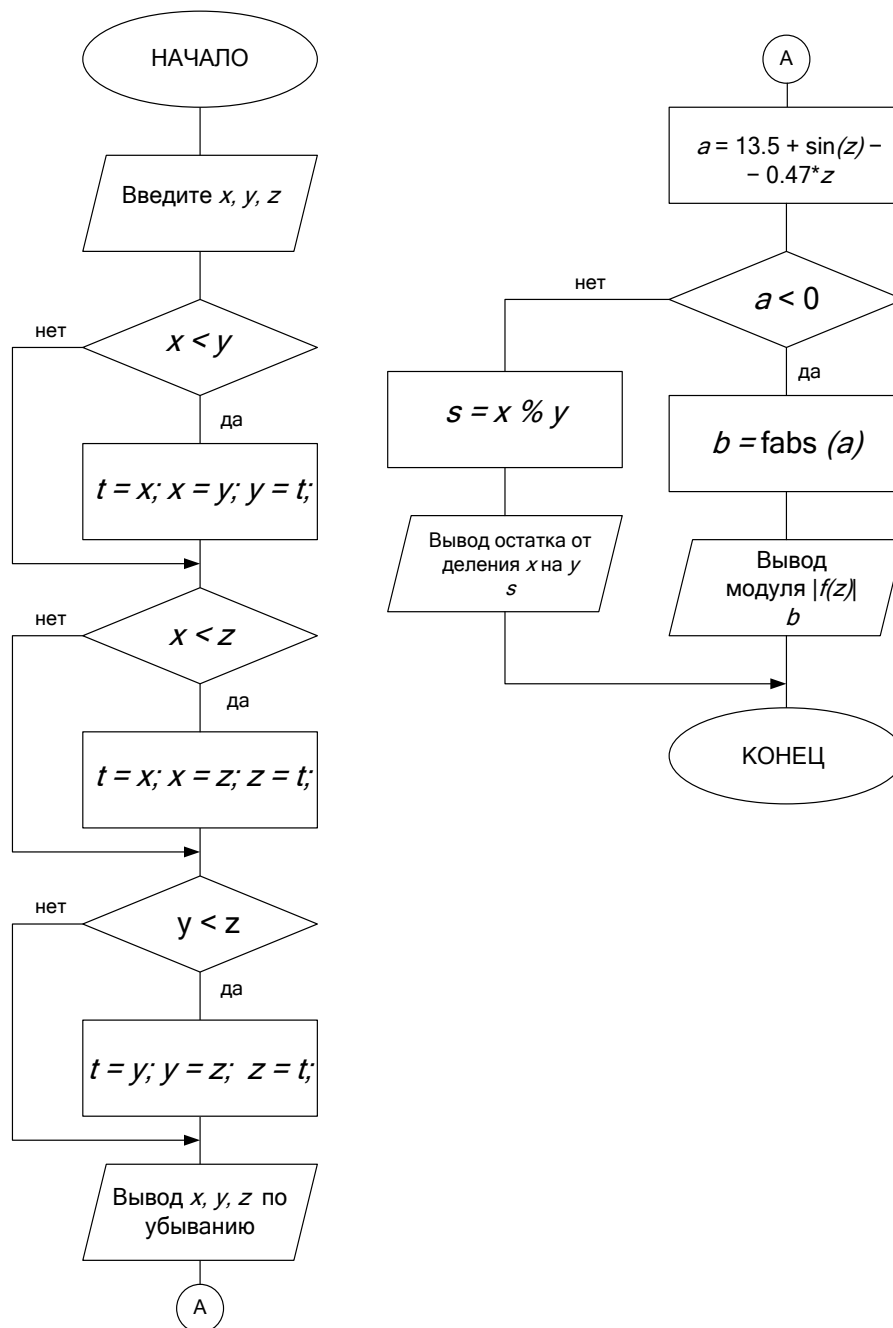 НАЧАЛО
Введите x, y, z
нет
x < y
да
t = x; x = y; y = t;
нет
x < z
да
t = x; x = z; z = t;
нет
y < z
да
t = y; y = z; z = t;
Вывод x, y, z по
убыванию
А
А
a = 13.5 + sin(z) −
− 0.47*z
нет
a < 0
да
s = x % y
b = fabs (a)
Вывод остатка от
деления x на y
s
Вывод
модуля |f(z)|
b
КОНЕЦ